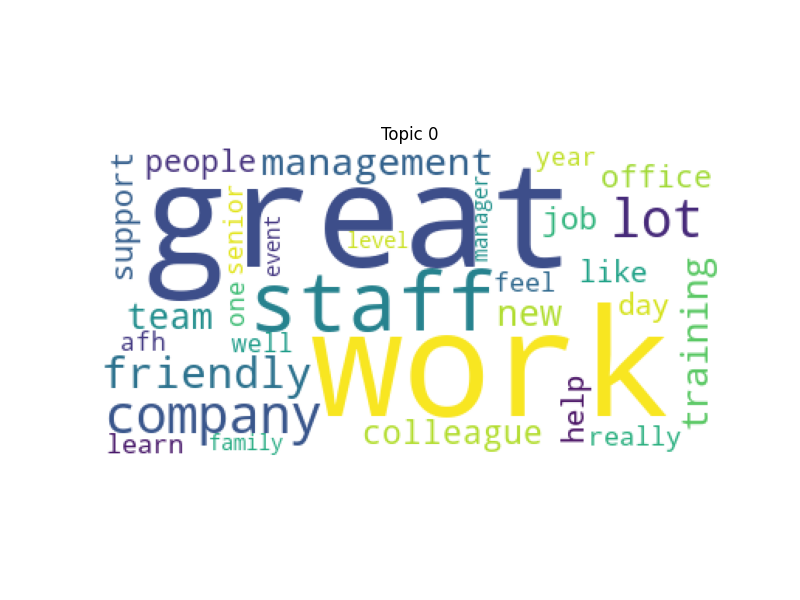 Topic 0
people
management
year
support
senior
great
manager
office
event
level
job
lot
one
staff
feel
like
team
new
day
training
afh
well
work
friendly
company
help
colleague
really
learn
family